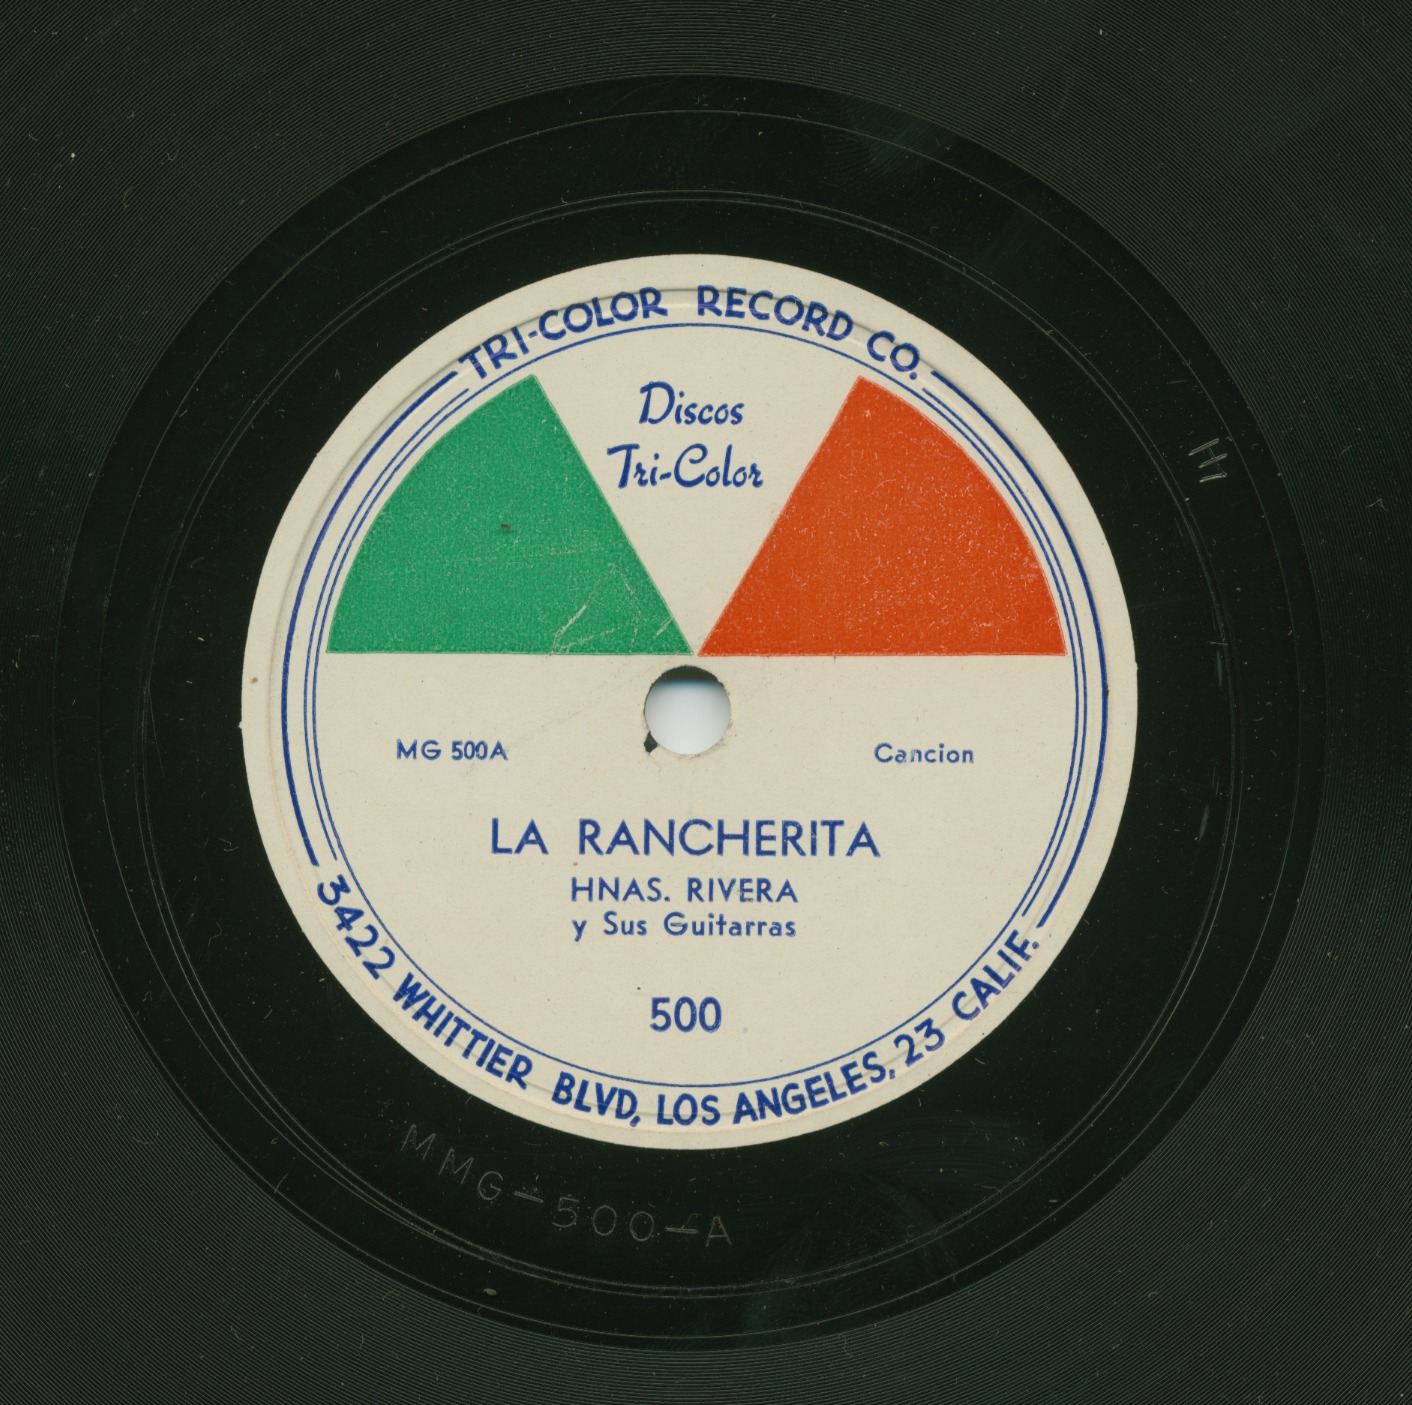 TRI-COLOR RECORD CO.
Discos
Tri-Color
MG 500A
Cancion
LA RANCHERITA
HNAS. RIVERA
y Sus Guitarras
500
3422 WHITTIER BLVD, LOS ANGELES, 23 CALIF.
MMG-500-A